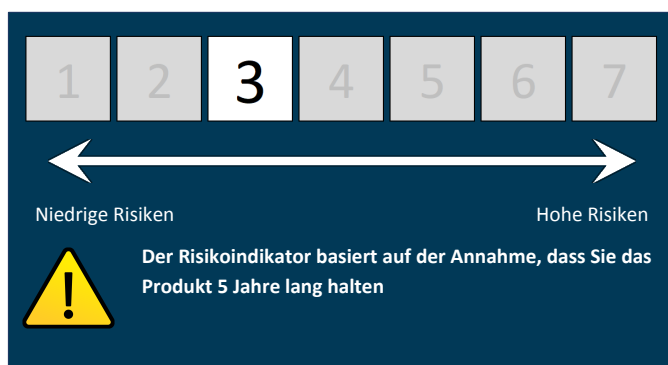 1 2 3 4 5 6 7
Niedrige Risiken Hohe Risiken
Der Risikoindikator basiert auf der Annahme, dass Sie das
Produkt 5 Jahre lang halten